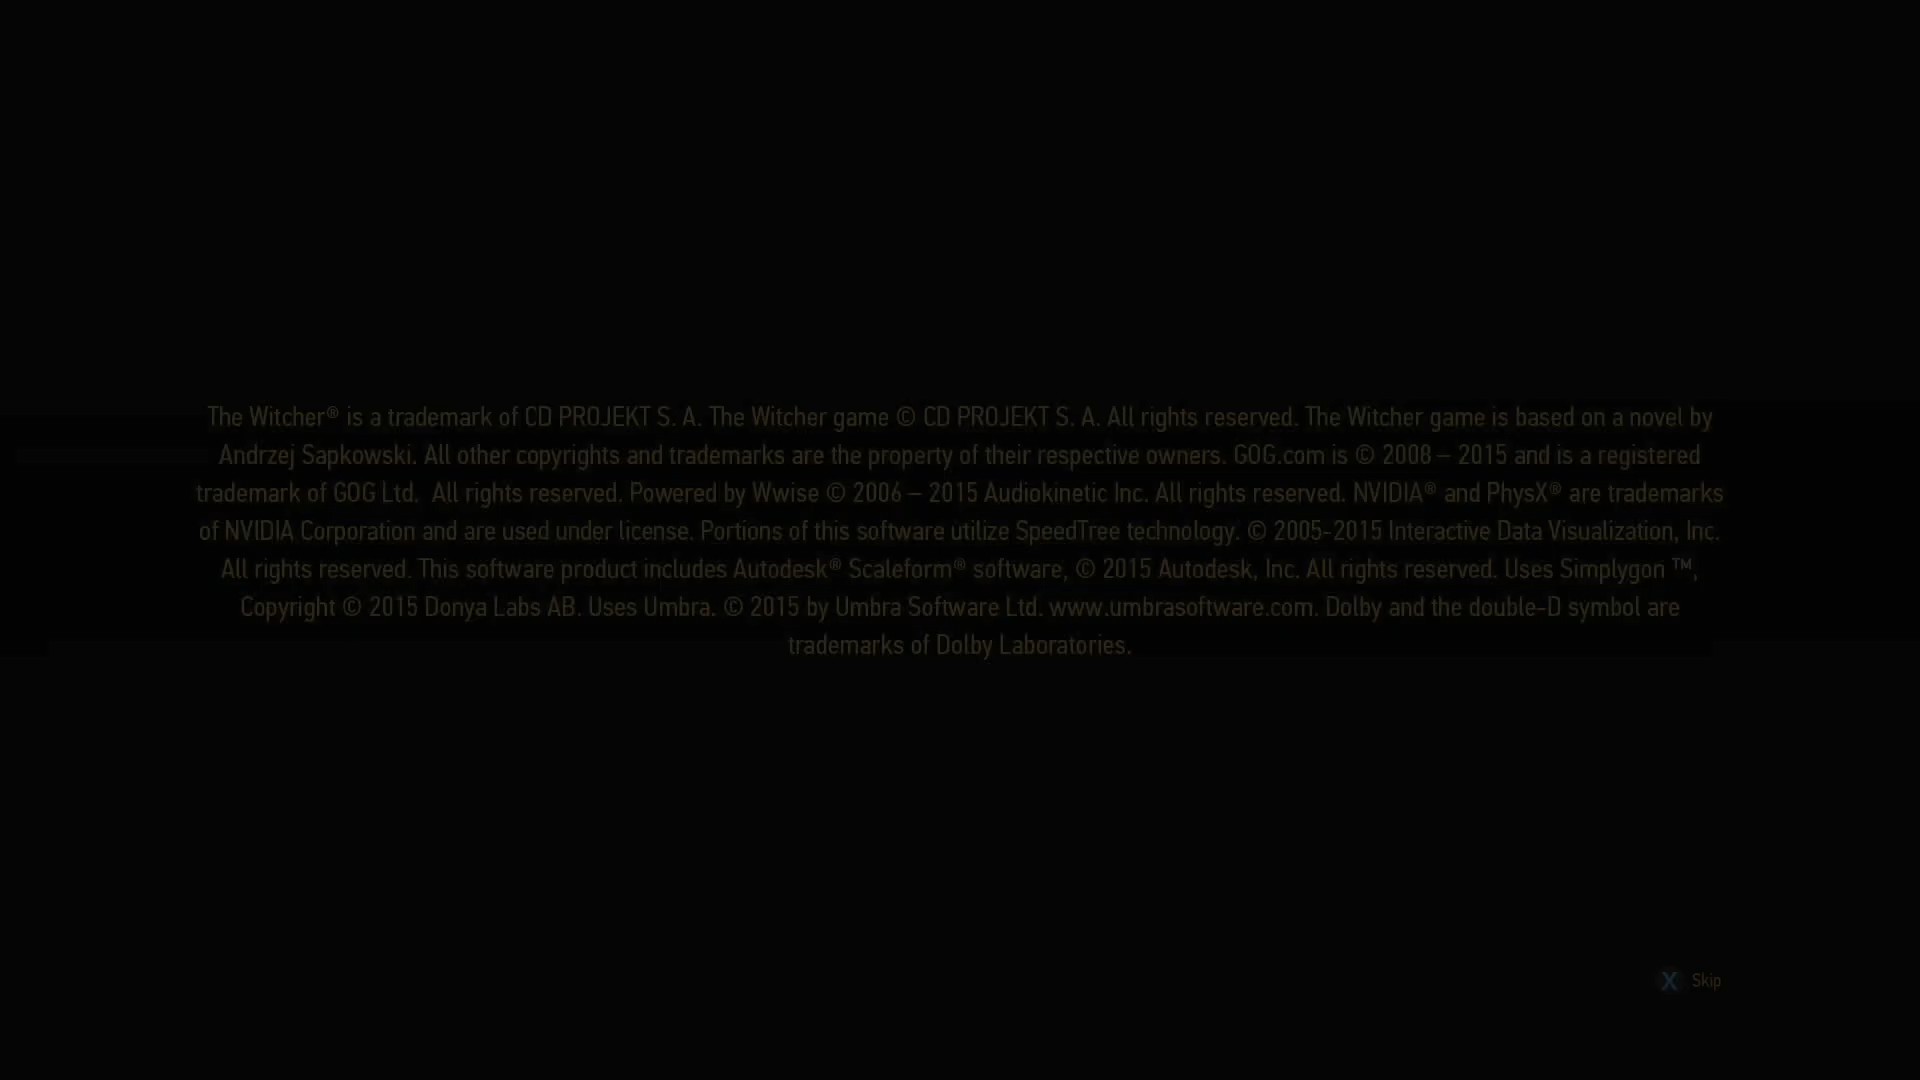 The Witcher® is a trademark of CD PROJEKT S. A. The Witcher game © CD PROJEKT S. A. All rights reserved. The Witcher game is based on a novel by
Andrzej Sapkowski. All other copyrights and trademarks are the property of their respective owners. GOG.com is © 2008 – 2015 and is a registered
trademark of GOG Ltd.  All rights reserved. Powered by Wwise © 2006 – 2015 Audiokinetic Inc. All rights reserved. NVIDIA® and PhysX® are trademarks
of NVIDIA Corporation and are used under license. Portions of this software utilize SpeedTree technology. © 2005-2015 Interactive Data Visualization, Inc.
All rights reserved. This software product includes Autodesk® Scaleform® software, © 2015 Autodesk, Inc. All rights reserved. Uses Simplygon ™,
Copyright © 2015 Donya Labs AB. Uses Umbra. © 2015 by Umbra Software Ltd. www.umbrasoftware.com. Dolby and the double-D symbol are
trademarks of Dolby Laboratories.
X Skip